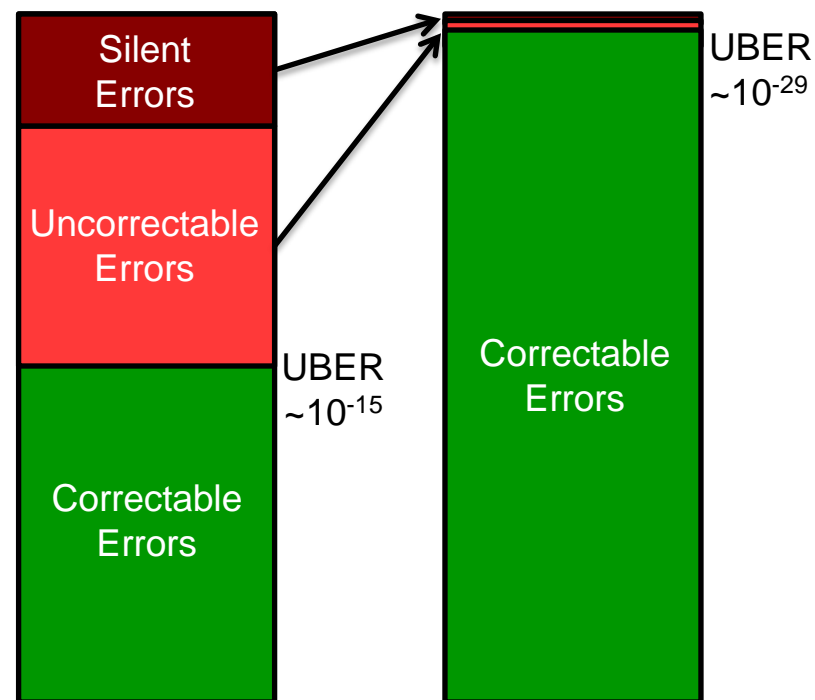 Silent
Errors
Uncorrectable
Errors
Correctable
Errors
UBER
~10⁻¹⁵
Correctable
Errors
UBER
~10⁻²⁹